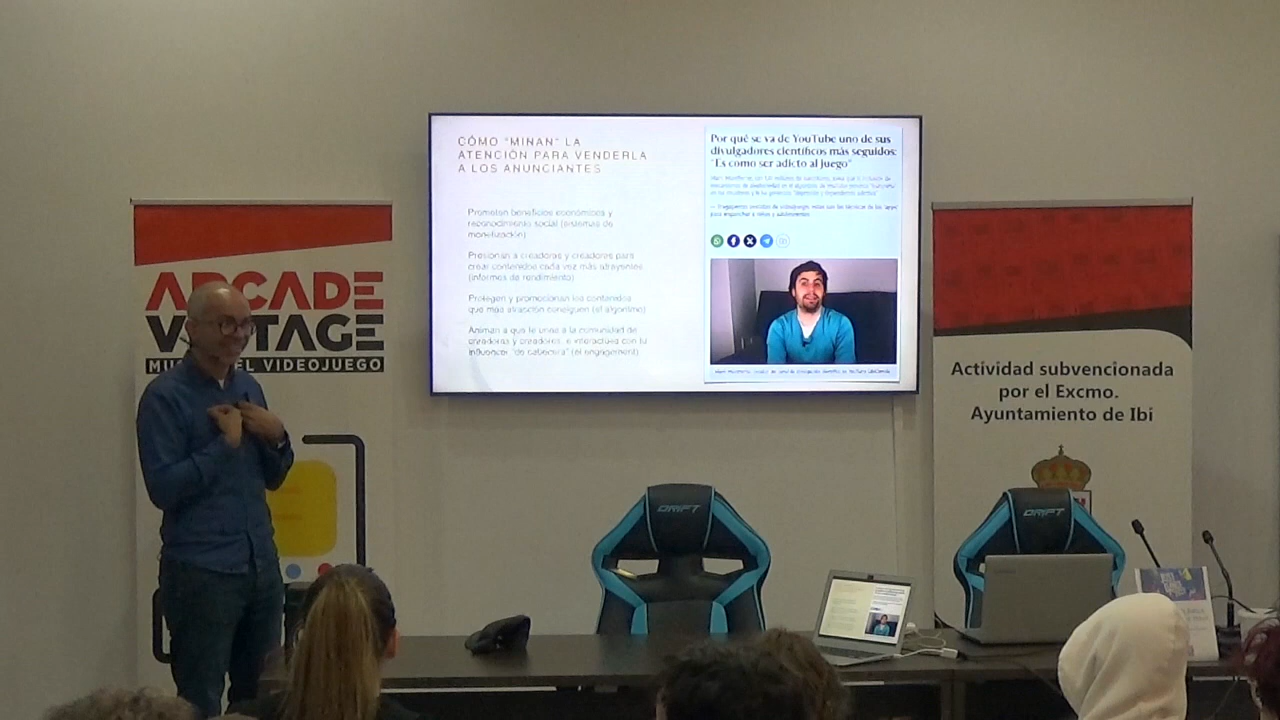 CÓMO "MINAN" LA
ATENCIÓN PARA VENDERLA
A LOS ANUNCIANTES
Prometen beneficios económicos y
reconocimiento social (sistemas de
monetización)
Presionan a creadoras y creadores para
crear contenidos cada vez más atrayentes
(informes de rendimiento)
Protegen y promocionan los contenidos
que más atracción consiguen (el algoritmo)
Animan a que te unas a la comunidad de
creadoras y creadores, e interactúa con tu
influencer "de cabecera" (el engagement)
Por qué se va de YouTube uno de sus
divulgadores científicos más seguidos:
"Es como ser adicto al juego"
ARCADE
VINTAGE
MUSEO DEL VIDEOJUEGO
Actividad subvencionada
por el Excmo.
Ayuntamiento de Ibi
DRIFT
DRIFT